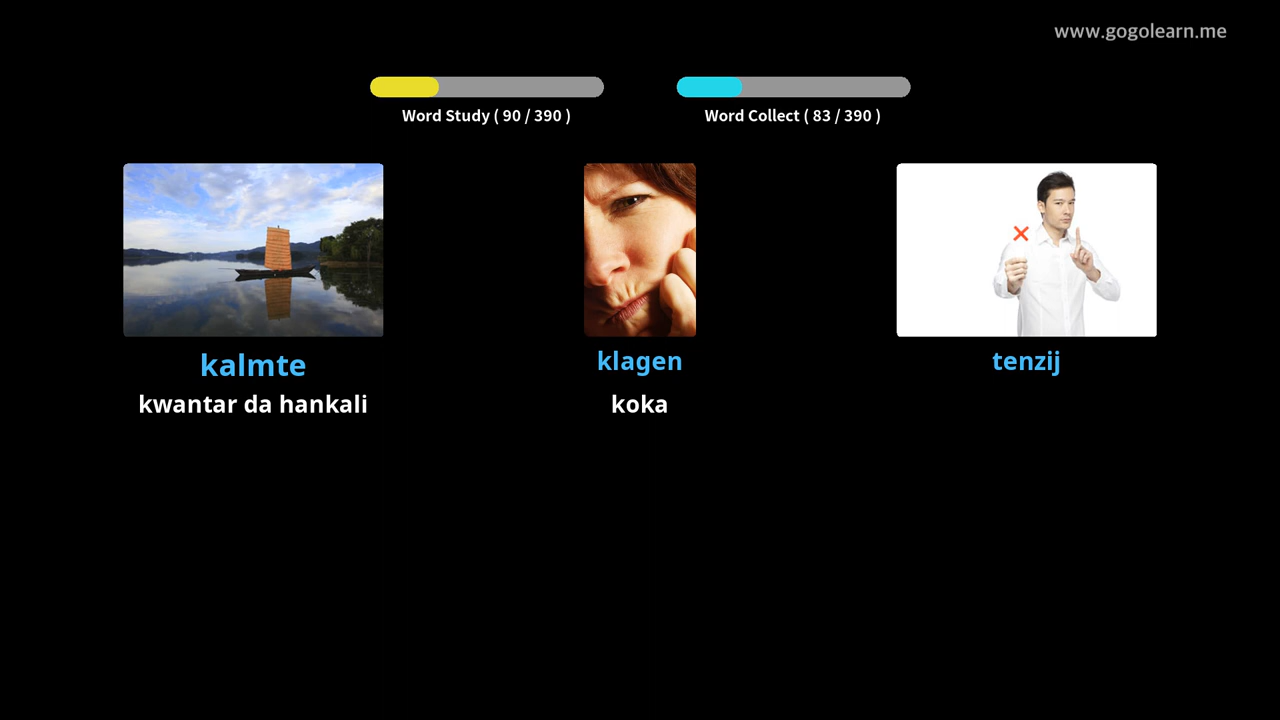 www.gogolearn.me
Word Study ( 90 / 390 )
Word Collect ( 83 / 390 )
kalmte
klagen
tenzij
kwantar da hankali
koka